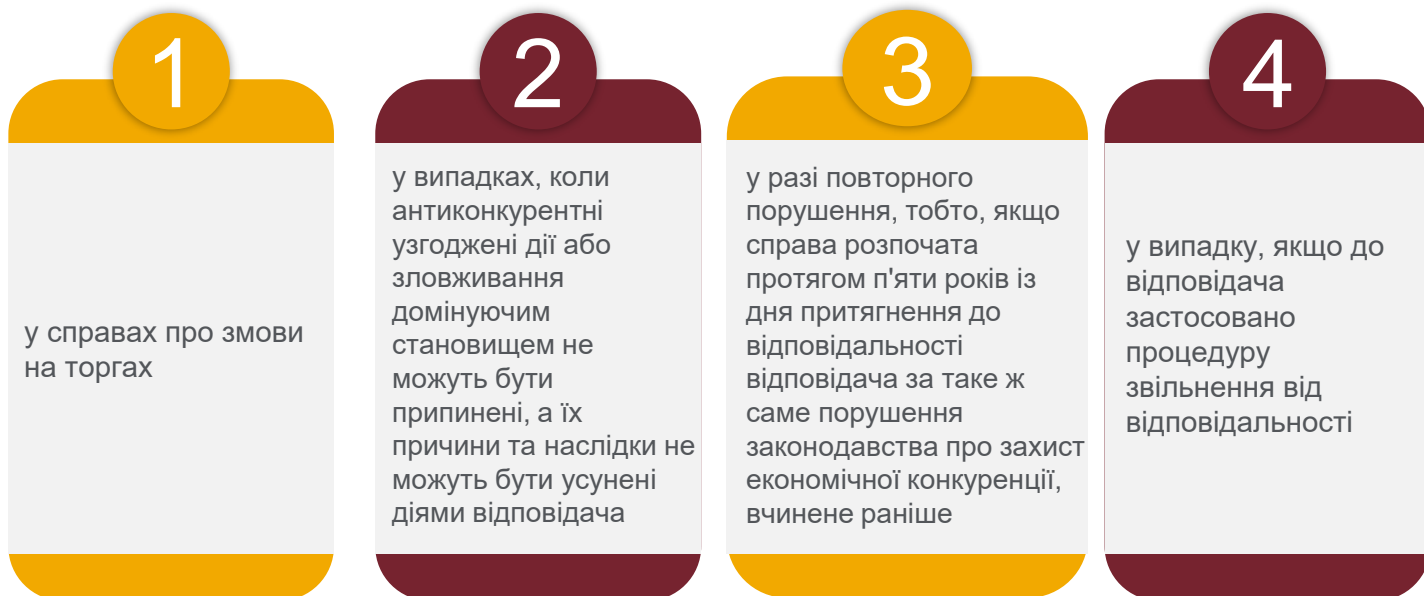 1
у справах про змови
на торгах
2
у випадках, коли
антиконкурентні
узгоджені дії або
зловживання
домінуючим
становищем не
можуть бути
припинені, а їх
причини та наслідки не
можуть бути усунені
діями відповідача
3
у разі повторного
порушення, тобто, якщо
справа розпочата
протягом п'яти років із
дня притягнення до
відповідальності
відповідача за таке ж
саме порушення
законодавства про захист
економічної конкуренції,
вчинене раніше
4
у випадку, якщо до
відповідача
застосовано
процедуру
звільнення від
відповідальності